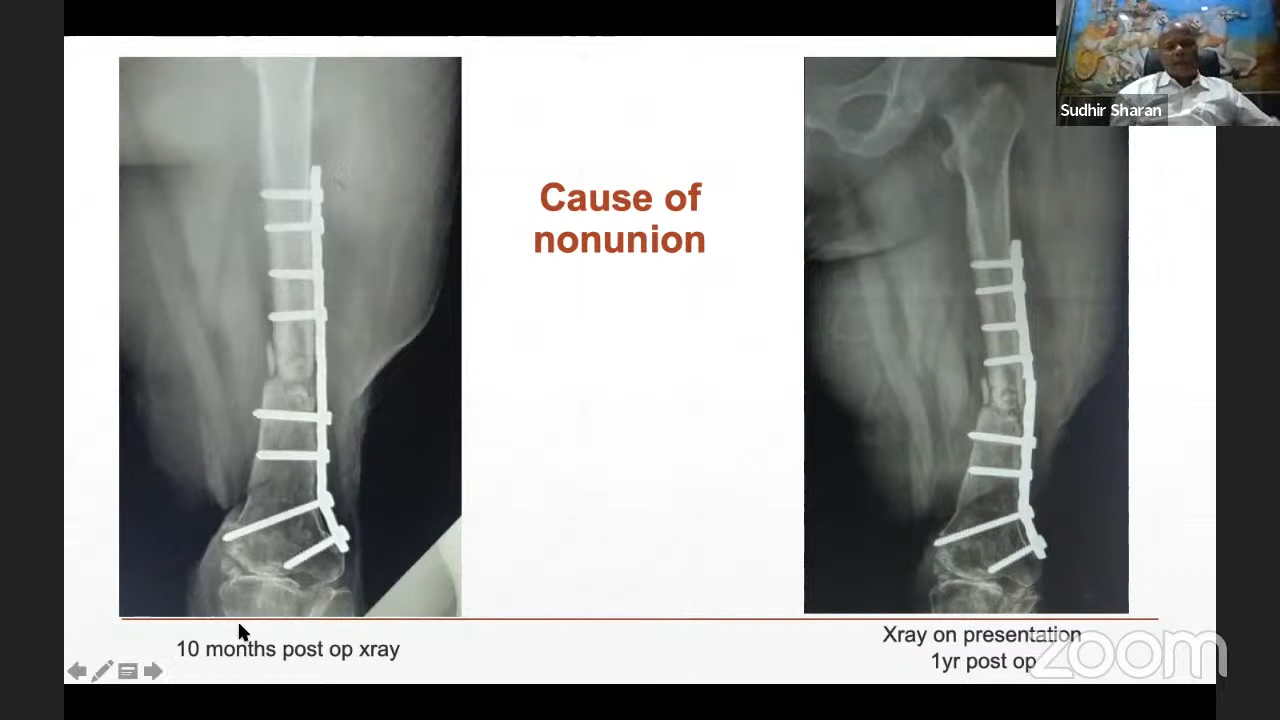 Sudhir Sharan
Cause of
nonunion
10 months post op xray
Xray on presentation
1yr post op
zoom